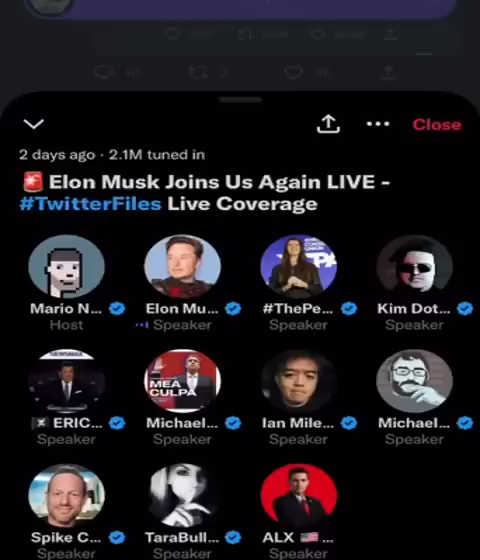 Close
2 days ago · 2.1M tuned in
🚨 Elon Musk Joins Us Again LIVE -
#TwitterFiles Live Coverage
Mario N... Elon Mu... #ThePe... Kim Dot...
Host Speaker Speaker Speaker
NEWSMAX
MEA
CULPA
ERIC... Michael... Ian Mile... Michael...
Speaker Speaker Speaker Speaker
Spike C... TaraBull... ALX 🇺🇸 ...
Speaker Speaker Speaker